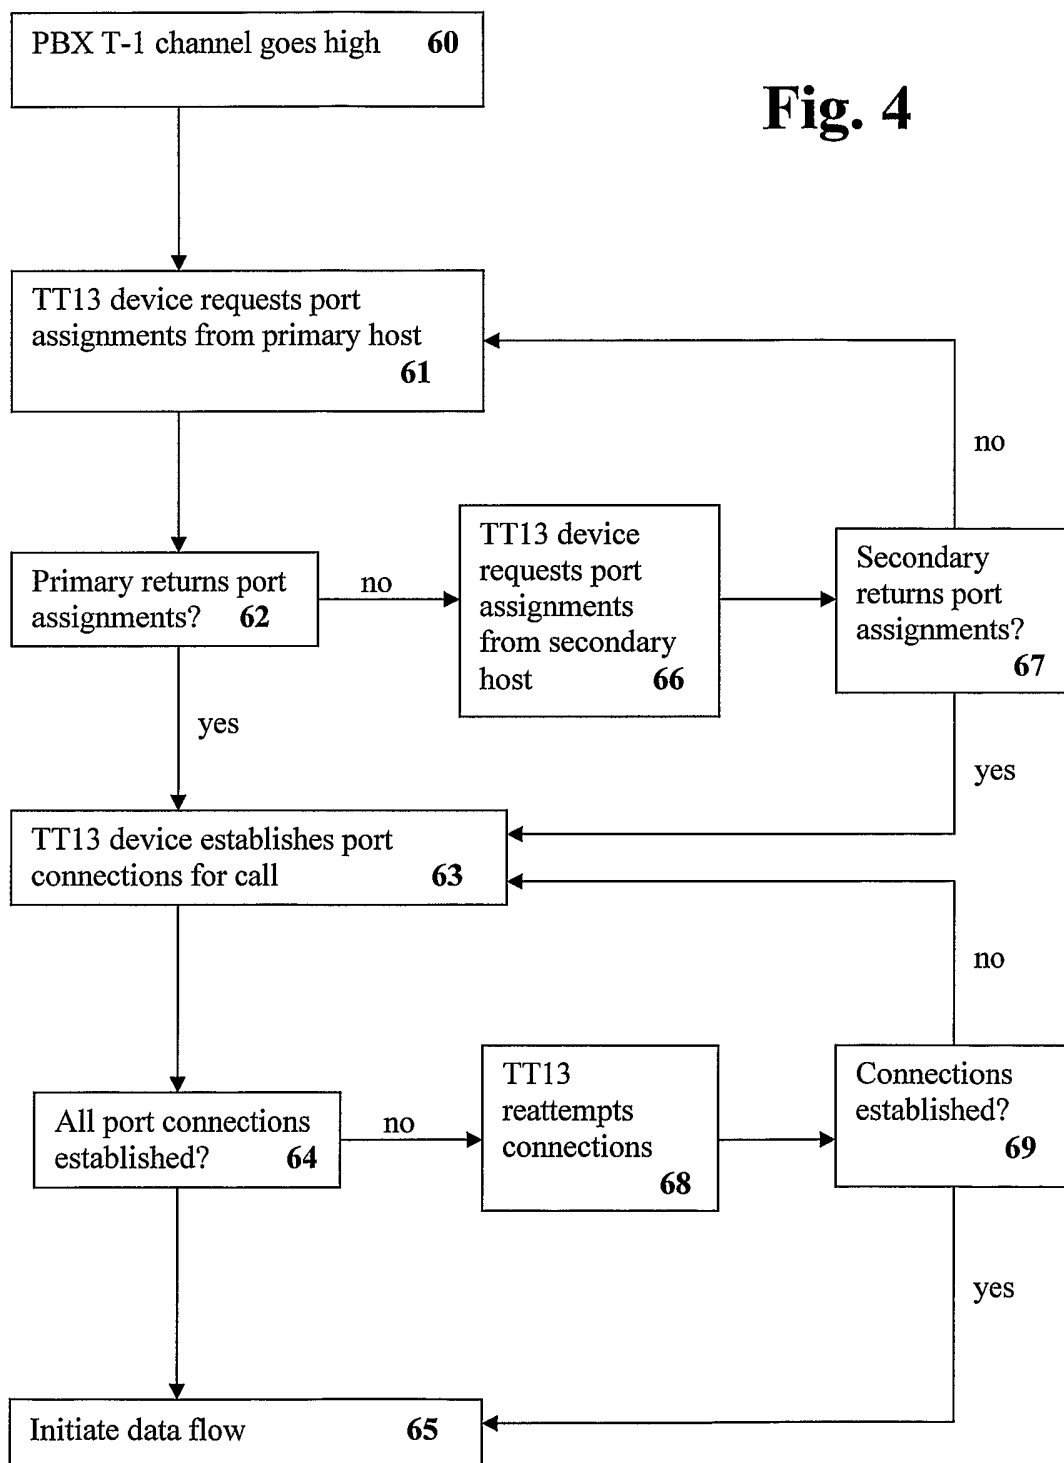 PBX T-1 channel goes high 60
Fig. 4
TT13 device requests port
assignments from primary host
61
no
Primary returns port
assignments? 62
no
TT13 device
requests port
assignments
from secondary
host 66
Secondary
returns port
assignments?
67
yes
yes
TT13 device establishes port
connections for call 63
no
All port connections
established? 64
no
TT13
reattempts
connections
68
Connections
established?
69
yes
Initiate data flow 65